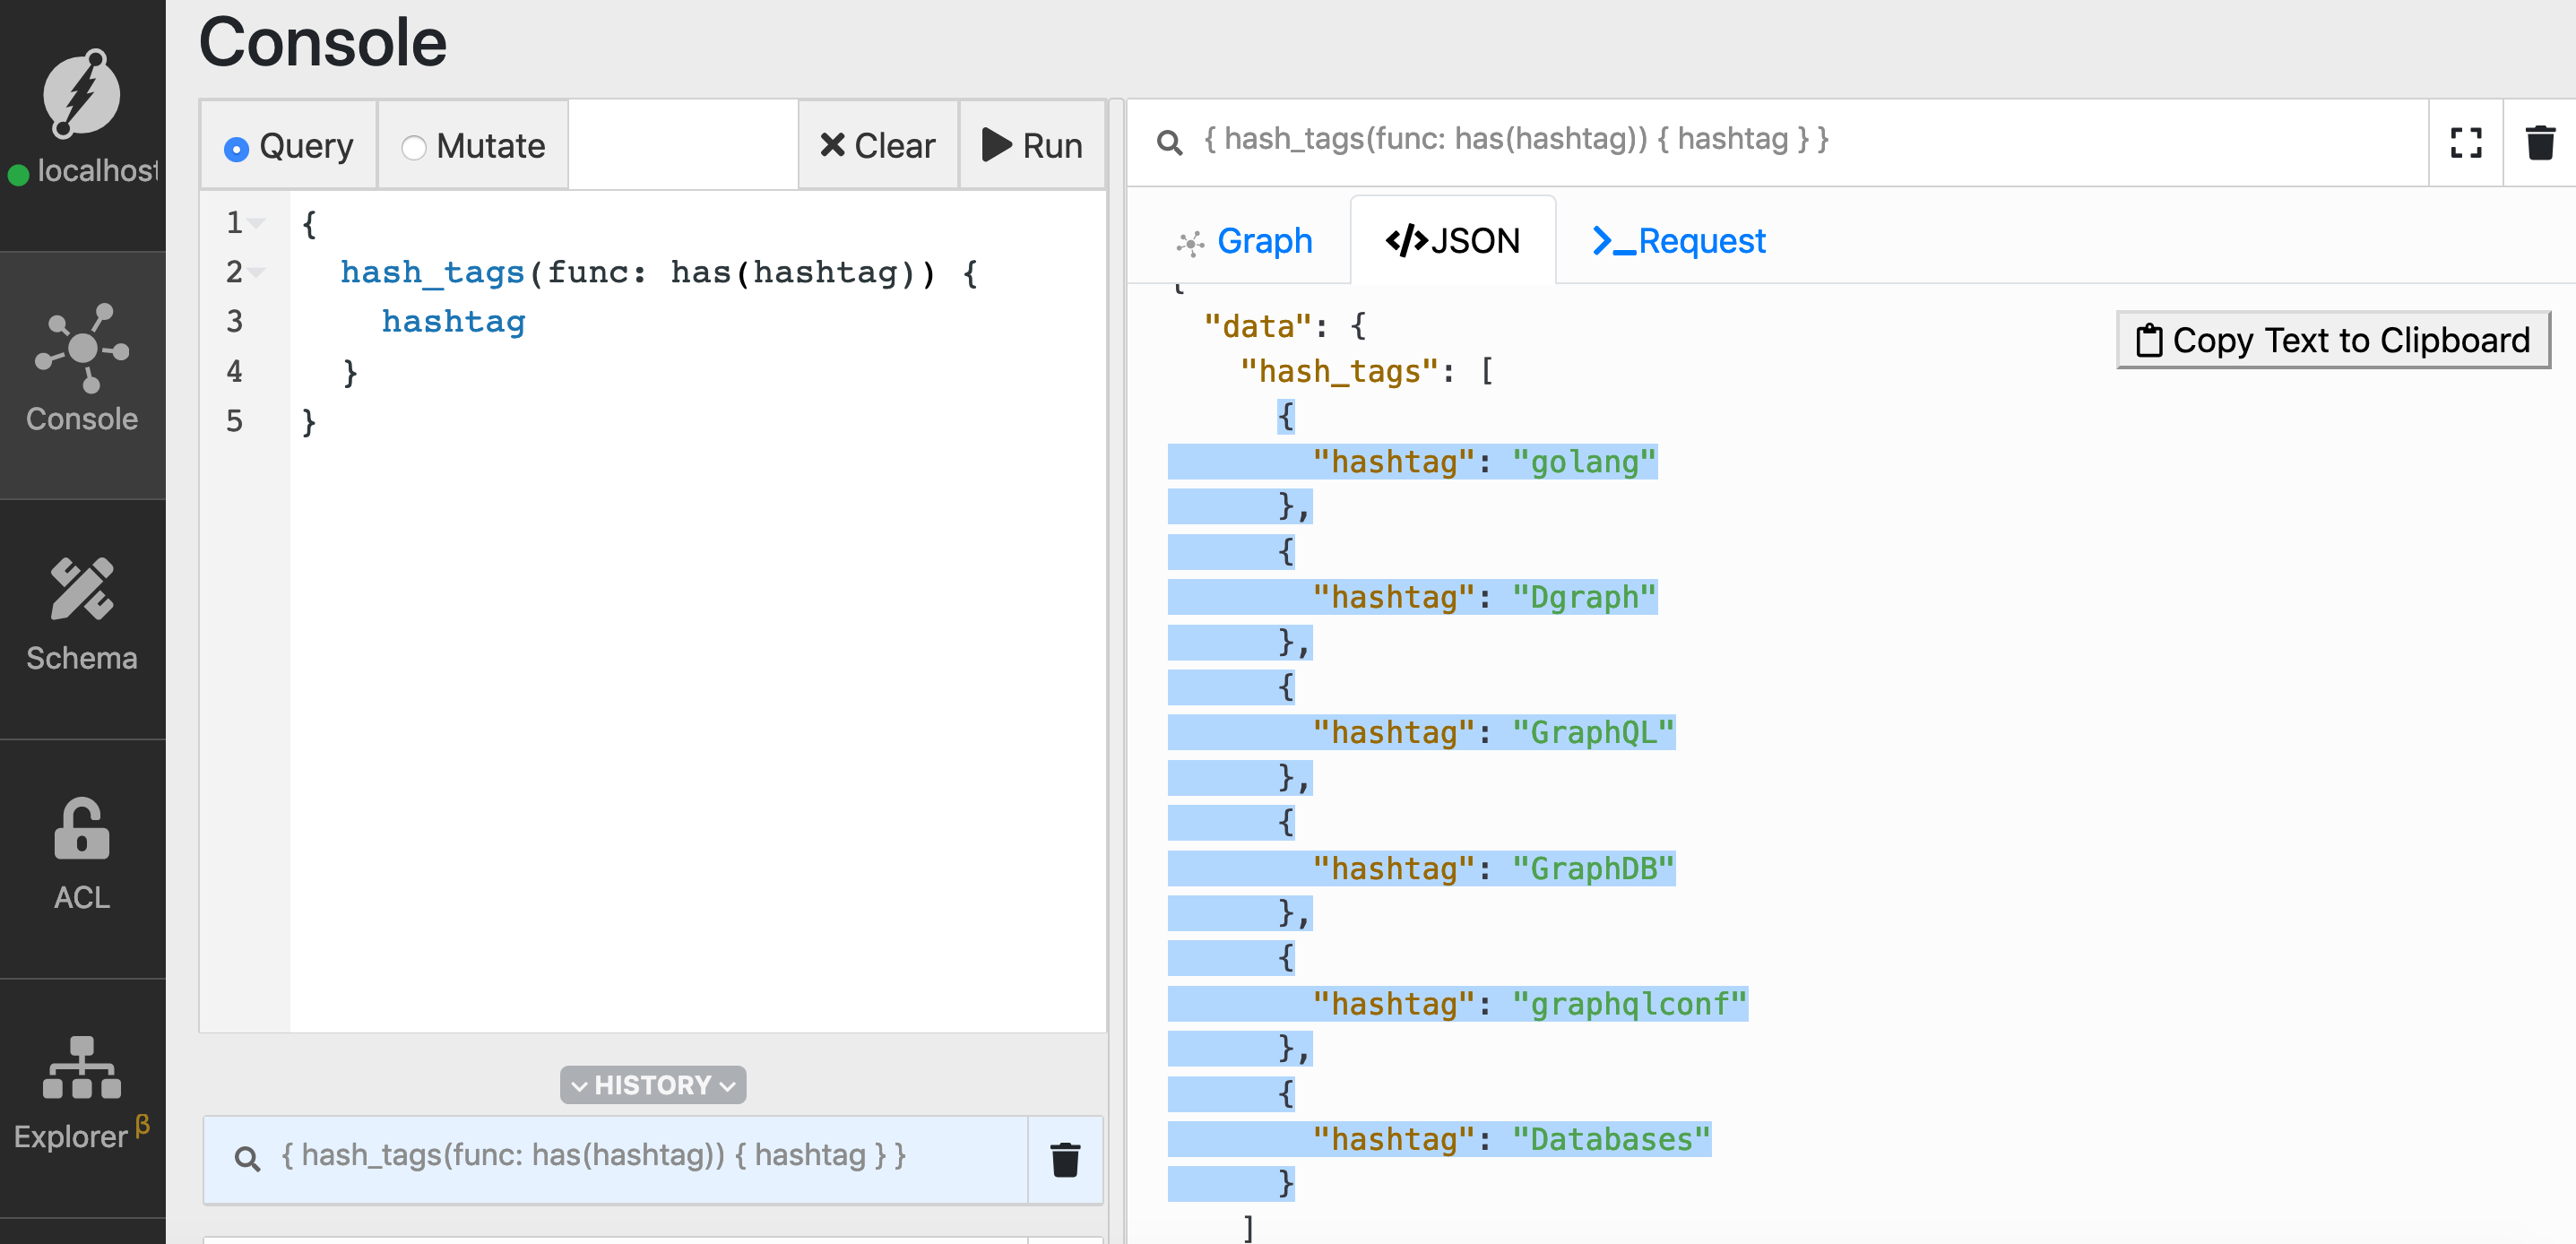 Console
localhost
Console
Schema
ACL
Explorer β
Query
Mutate
Clear
Run
1 {
2 hash_tags(func: has(hashtag)) {
3 hashtag
4 }
5 }
HISTORY
{ hash_tags(func: has(hashtag)) { hashtag } }
{ hash_tags(func: has(hashtag)) { hashtag } }
Graph
</>JSON
>_Request
Copy Text to Clipboard
{
"data": {
"hash_tags": [
{
"hashtag": "golang"
},
{
"hashtag": "Dgraph"
},
{
"hashtag": "GraphQL"
},
{
"hashtag": "GraphDB"
},
{
"hashtag": "graphqlconf"
},
{
"hashtag": "Databases"
}
]